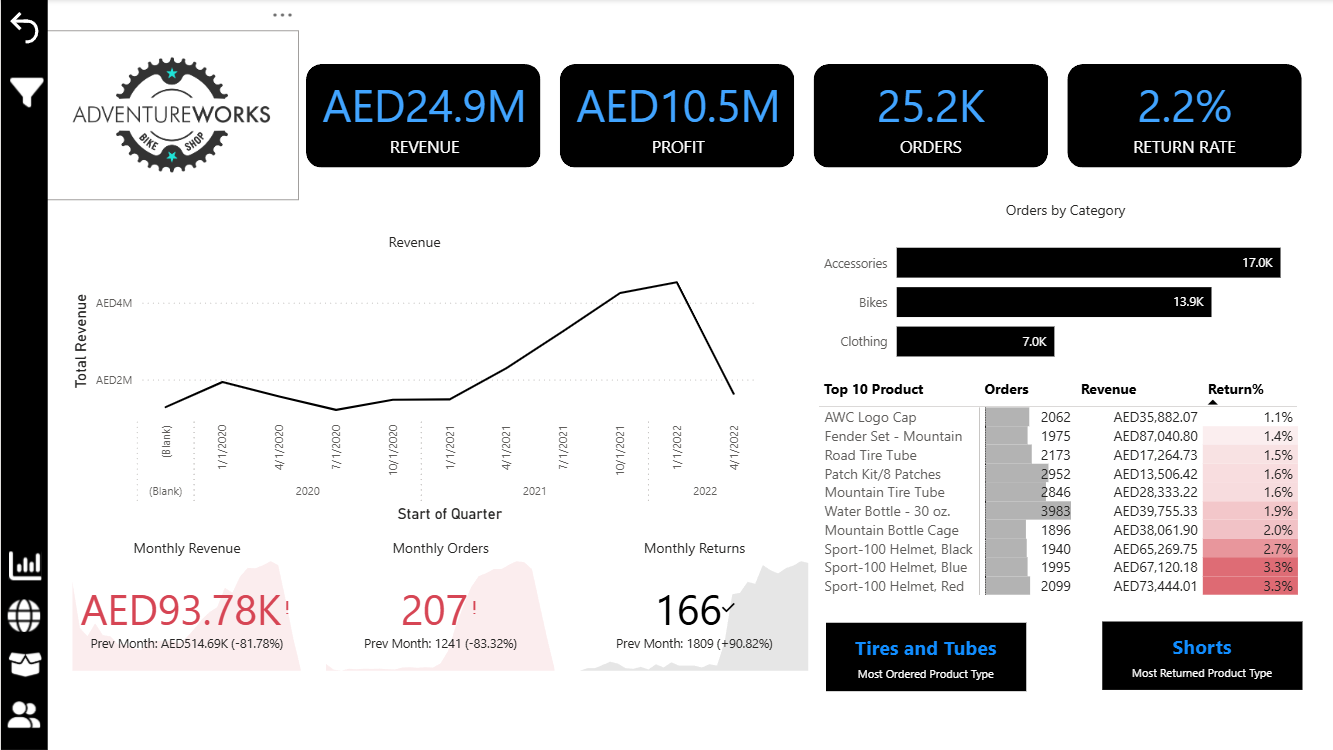 ADVENTUREWORKS
BIKE SHOP
AED24.9M
REVENUE
AED10.5M
PROFIT
25.2K
ORDERS
2.2%
RETURN RATE
Revenue
Total Revenue
AED4M
AED2M
(Blank) 1/1/2020 4/1/2020 7/1/2020 10/1/2020 1/1/2021 4/1/2021 7/1/2021 10/1/2021 1/1/2022 4/1/2022
(Blank) 2020 2021 2022
Start of Quarter
Orders by Category
Accessories 17.0K
Bikes 13.9K
Clothing 7.0K
Top 10 Product Orders Revenue Return%
AWC Logo Cap 2062 AED35,882.07 1.1%
Fender Set - Mountain 1975 AED87,040.80 1.4%
Road Tire Tube 2173 AED17,264.73 1.5%
Patch Kit/8 Patches 2952 AED13,506.42 1.6%
Mountain Tire Tube 2846 AED28,333.22 1.6%
Water Bottle - 30 oz. 3983 AED39,755.33 1.9%
Mountain Bottle Cage 1896 AED38,061.90 2.0%
Sport-100 Helmet, Black 1940 AED65,269.75 2.7%
Sport-100 Helmet, Blue 1995 AED67,120.18 3.3%
Sport-100 Helmet, Red 2099 AED73,444.01 3.3%
Monthly Revenue
AED93.78K!
Prev Month: AED514.69K (-81.78%)
Monthly Orders
207!
Prev Month: 1241 (-83.32%)
Monthly Returns
166
Prev Month: 1809 (+90.82%)
Tires and Tubes
Most Ordered Product Type
Shorts
Most Returned Product Type